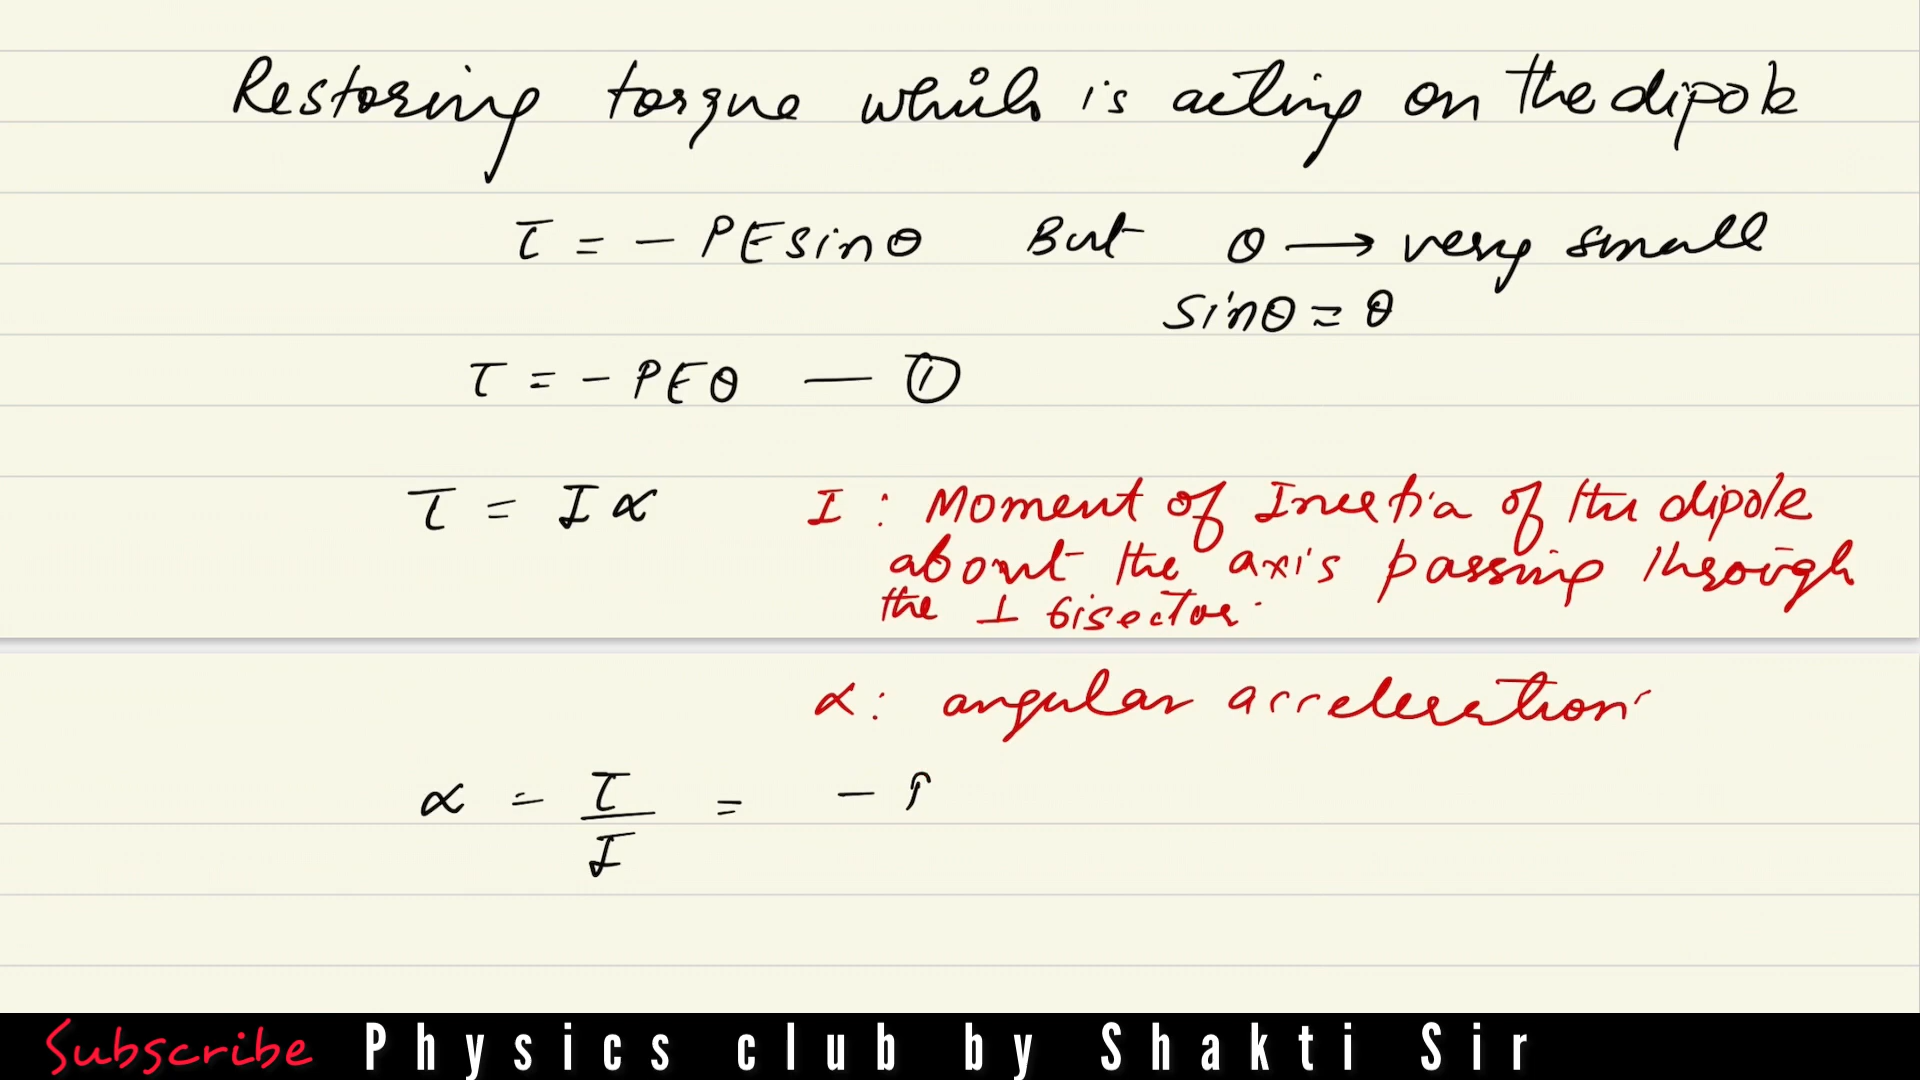 Restoring torque which is acting on the dipole
τ = - PE sinθ But θ → very small
sinθ ≈ θ
τ = - PEθ — ①
τ = I α I : Moment of Inertia of the dipole
about the axis passing through
the ⊥ bisector.
α : angular acceleration
α = τ/I = - P
Subscribe Physics club by Shakti Sir